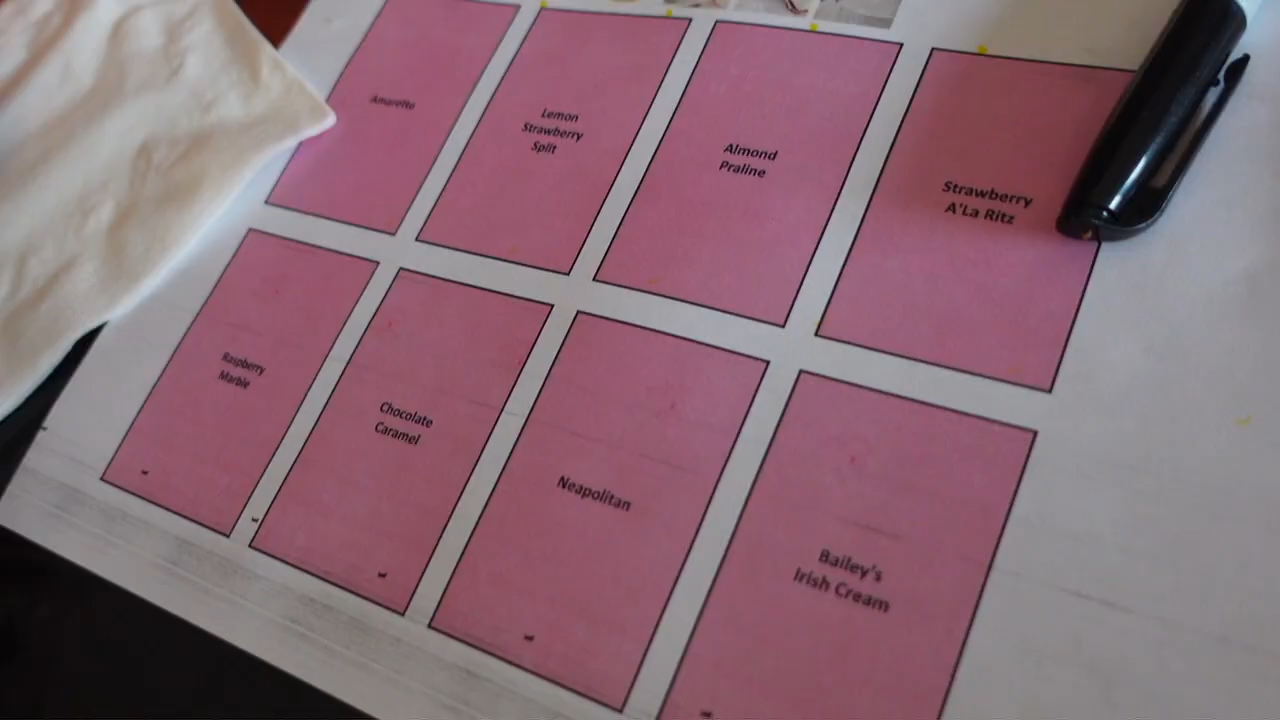 Amaretto
Lemon
Strawberry
Split
Almond
Praline
Strawberry
A'La Ritz
Raspberry
Marble
Chocolate
Caramel
Neapolitan
Bailey's
Irish Cream